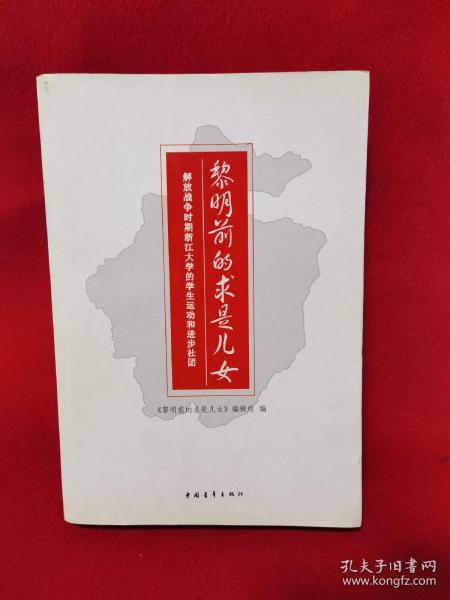 黎明前的求是儿女
解放战争时期浙江大学的学生运动和进步社团
《黎明前的求是儿女》编辑组 编
中国青年出版社
孔夫子旧书网
www.kongfz.com